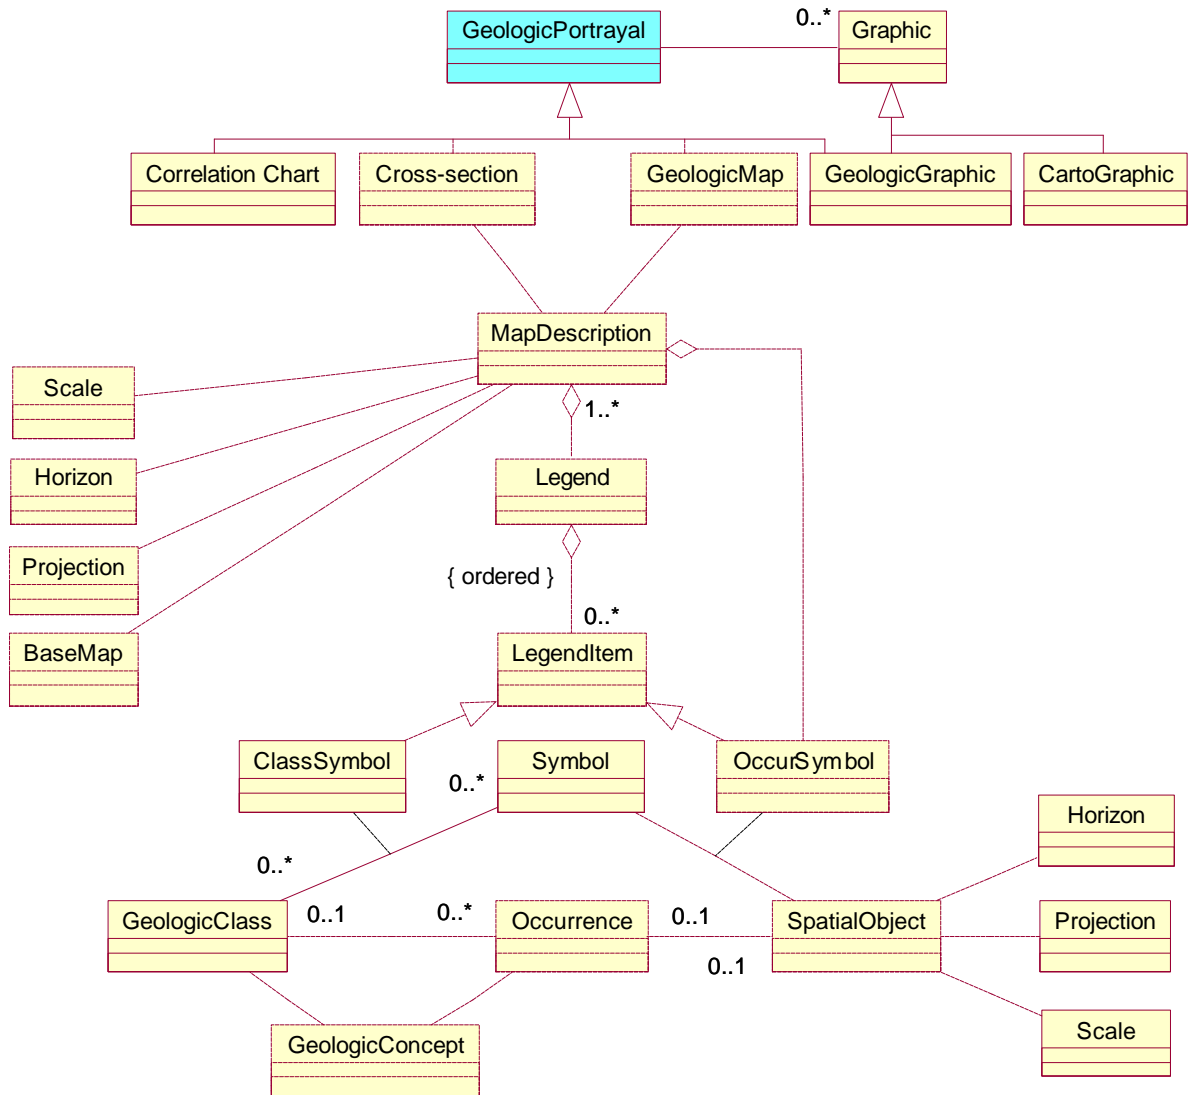 GeologicPortrayal
0..*
Graphic
Correlation Chart
Cross-section
GeologicMap
GeologicGraphic
CartoGraphic
MapDescription
Scale
1..*
Horizon
Legend
Projection
{ ordered }
0..*
BaseMap
LegendItem
ClassSymbol
0..*
Symbol
OccurSymbol
Horizon
0..*
GeologicClass
0..1
0..*
Occurrence
0..1
SpatialObject
Projection
0..1
GeologicConcept
Scale